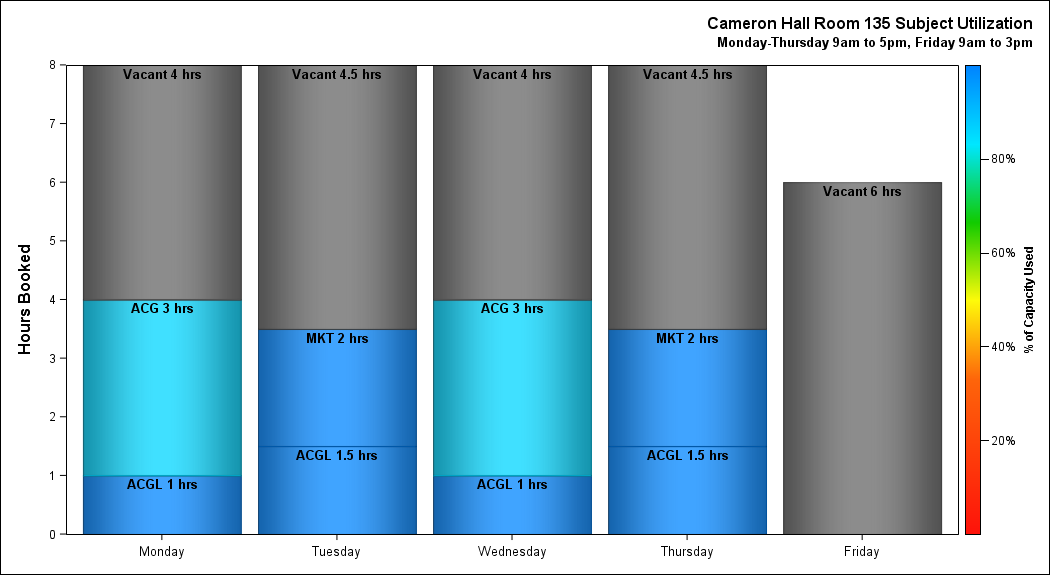 Cameron Hall Room 135 Subject Utilization
Monday-Thursday 9am to 5pm, Friday 9am to 3pm
Hours Booked
8
7
6
5
4
3
2
1
0
Vacant 4 hrs
ACG 3 hrs
ACGL 1 hrs
Vacant 4.5 hrs
MKT 2 hrs
ACGL 1.5 hrs
Vacant 4 hrs
ACG 3 hrs
ACGL 1 hrs
Vacant 4.5 hrs
MKT 2 hrs
ACGL 1.5 hrs
Vacant 6 hrs
Monday
Tuesday
Wednesday
Thursday
Friday
80%
60%
40%
20%
% of Capacity Used